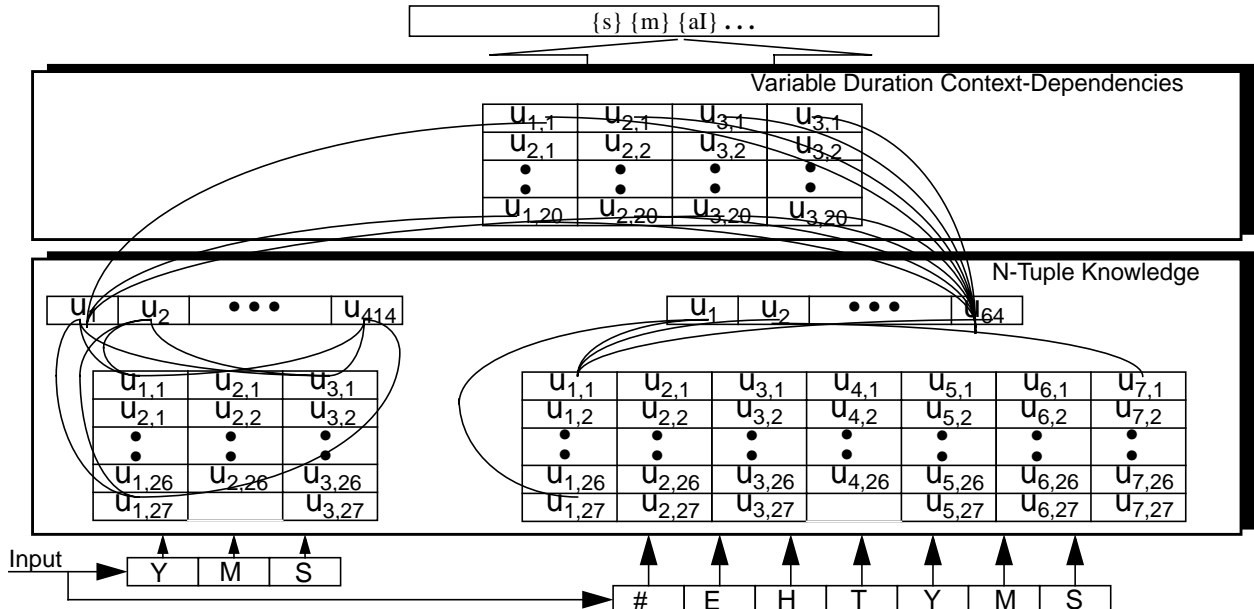 {s} {m} {aI} ...
Variable Duration Context-Dependencies
u1,1 u2,1 u3,1 u3,1
u2,1 u2,2 u3,2 u3,2
u1,20 u2,20 u3,20 u3,20
N-Tuple Knowledge
u1 u2 ••• u414
u1 u2 ••• u64
u1,1 u2,1 u3,1
u2,1 u2,2 u3,2
u1,26 u2,26 u3,26
u1,27 u3,27
u1,1 u2,1 u3,1 u4,1 u5,1 u6,1 u7,1
u1,2 u2,2 u3,2 u4,2 u5,2 u6,2 u7,2
u1,26 u2,26 u3,26 u4,26 u5,26 u6,26 u7,26
u1,27 u2,27 u3,27 u5,27 u6,27 u7,27
Input
Y M S
# E H T Y M S